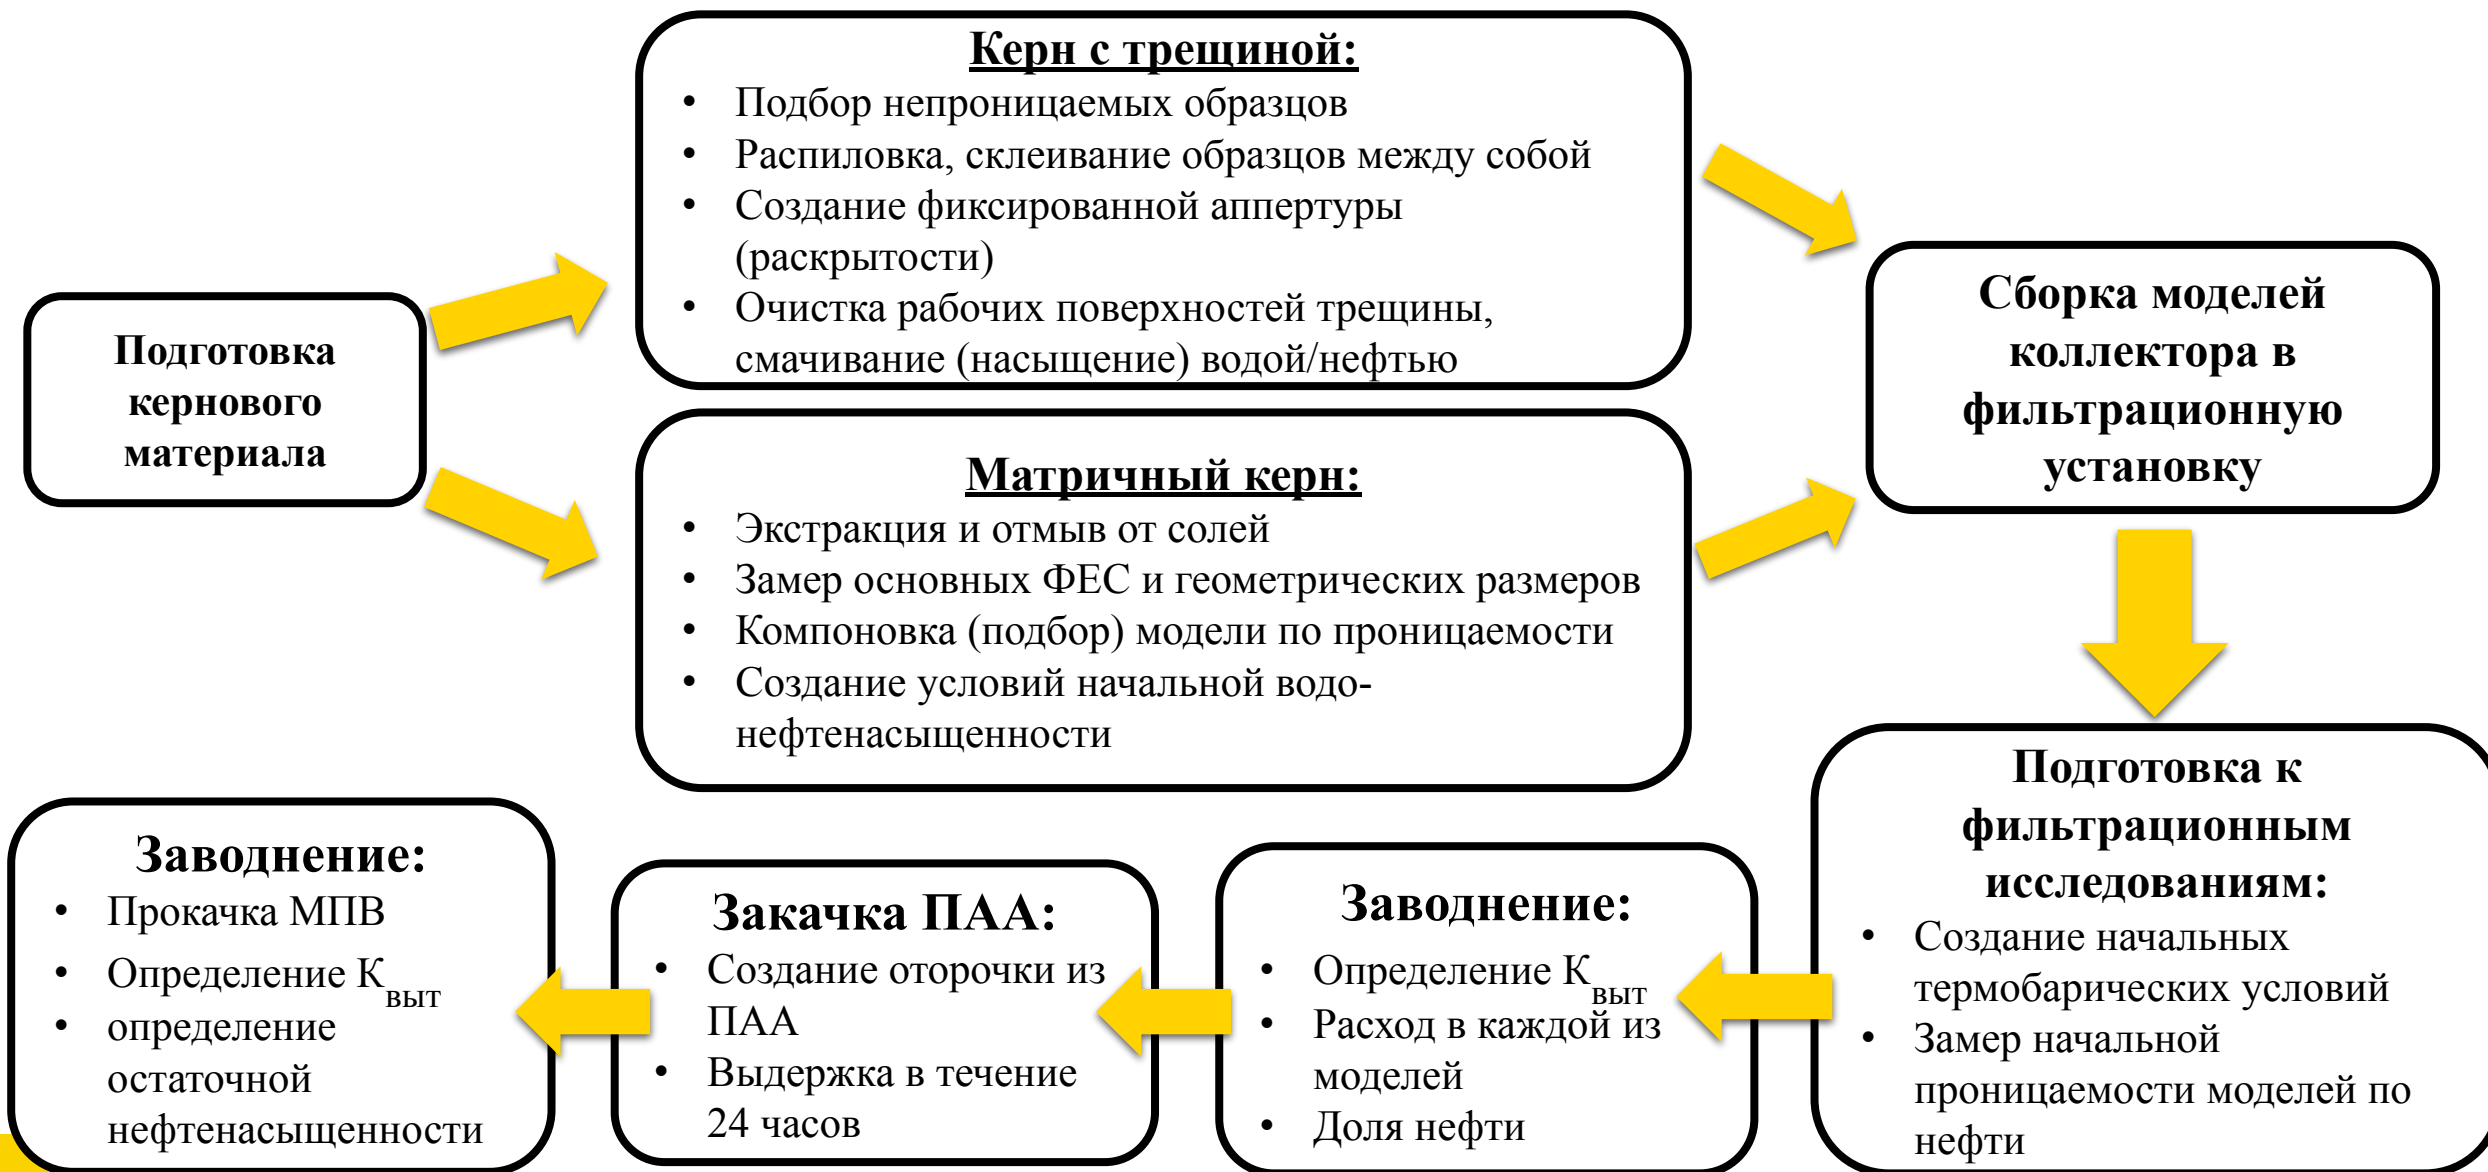 Подготовка
кернового
материала
Керн с трещиной:
• Подбор непроницаемых образцов
• Распиловка, склеивание образцов между собой
• Создание фиксированной аппертуры
(раскрытости)
• Очистка рабочих поверхностей трещины,
смачивание (насыщение) водой/нефтью
Матричный керн:
• Экстракция и отмыв от солей
• Замер основных ФЕС и геометрических размеров
• Компоновка (подбор) модели по проницаемости
• Создание условий начальной водо-
нефтенасыщенности
Сборка моделей
коллектора в
фильтрационную
установку
Подготовка к
фильтрационным
исследованиям:
• Создание начальных
термобарических условий
• Замер начальной
проницаемости моделей по
нефти
Заводнение:
• Определение Квыт
• Расход в каждой из
моделей
• Доля нефти
Закачка ПАА:
• Создание оторочки из
ПАА
• Выдержка в течение
24 часов
Заводнение:
• Прокачка МПВ
• Определение Квыт
• определение
остаточной
нефтенасыщенности